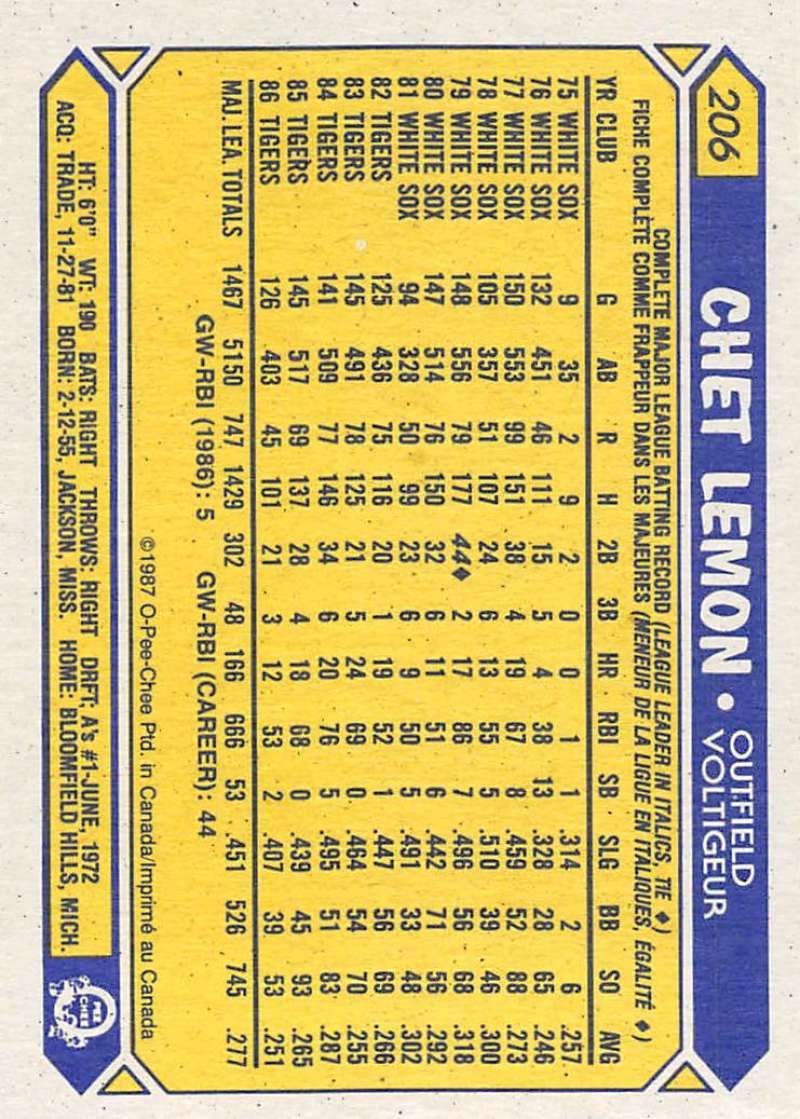 206 CHET LEMON • OUTFIELD
VOLTIGEUR
COMPLETE MAJOR LEAGUE BATTING RECORD (LEAGUE LEADER IN ITALICS, TIE ♦)
FICHE COMPLÈTE COMME FRAPPEUR DANS LES MAJEURES (MENEUR DE LA LIGUE EN ITALIQUES, ÉGALITÉ ♦)
YR CLUB G AB R H 2B 3B HR RBI SB SLG BB SO AVG
75 WHITE SOX 9 35 2 9 2 0 0 1 1 .314 2 6 .257
76 WHITE SOX 132 451 46 111 15 5 4 38 13 .328 28 65 .246
77 WHITE SOX 150 553 99 151 38 4 19 67 8 .459 52 88 .273
78 WHITE SOX 105 357 51 107 24 6 13 55 5 .510 39 46 .300
79 WHITE SOX 148 556 79 177 44♦ 2 17 86 7 .496 56 68 .318
80 WHITE SOX 147 514 76 150 32 6 11 51 6 .442 71 56 .292
81 WHITE SOX 94 328 50 99 23 6 9 50 5 .491 33 48 .302
82 TIGERS 125 436 75 116 20 1 19 52 1 .447 56 69 .266
83 TIGERS 145 491 78 125 21 5 24 69 0 .464 54 70 .255
84 TIGERS 141 509 77 146 34 6 20 76 5 .495 51 83 .287
85 TIGERS 145 517 69 137 28 4 18 68 0 .439 45 93 .265
86 TIGERS 126 403 45 101 21 3 12 53 2 .407 39 53 .251
MAJ. LEA. TOTALS 1467 5150 747 1429 302 48 166 666 53 .451 526 745 .277
GW-RBI (1986): 5 GW-RBI (CAREER): 44
© 1987 O-Pee-Chee Ptd. in Canada/Imprimé au Canada
HT: 6'0" WT: 190 BATS: RIGHT THROWS: RIGHT DRFT: A's #1-JUNE, 1972
ACQ: TRADE, 11-27-81 BORN: 2-12-55, JACKSON, MISS. HOME: BLOOMFIELD HILLS, MICH.